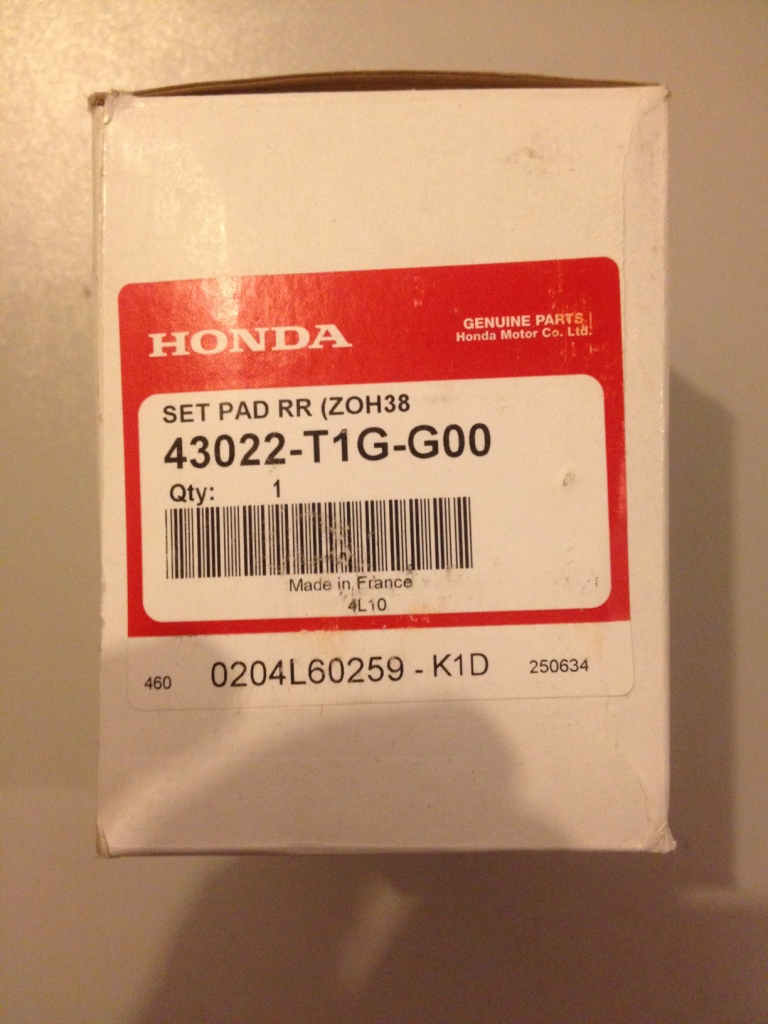 HONDA
GENUINE PARTS
Honda Motor Co. Ltd.
SET PAD RR (ZOH38
43022-T1G-G00
Qty: 1
Made in France
4L10
460 0204L60259 - K1D 250634